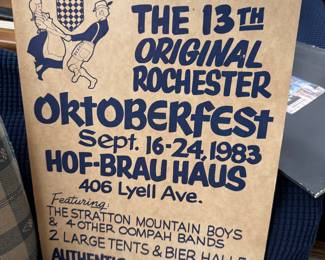 THE 13TH
ORIGINAL
ROCHESTER
OKTOBERFEST
Sept. 16-24, 1983
HOF-BRAU HAUS
406 Lyell Ave.
Featuring:
THE STRATTON MOUNTAIN BOYS
& 4 OTHER OOMPAH BANDS
2 LARGE TENTS & BIER HALLE
AUTHENTIC